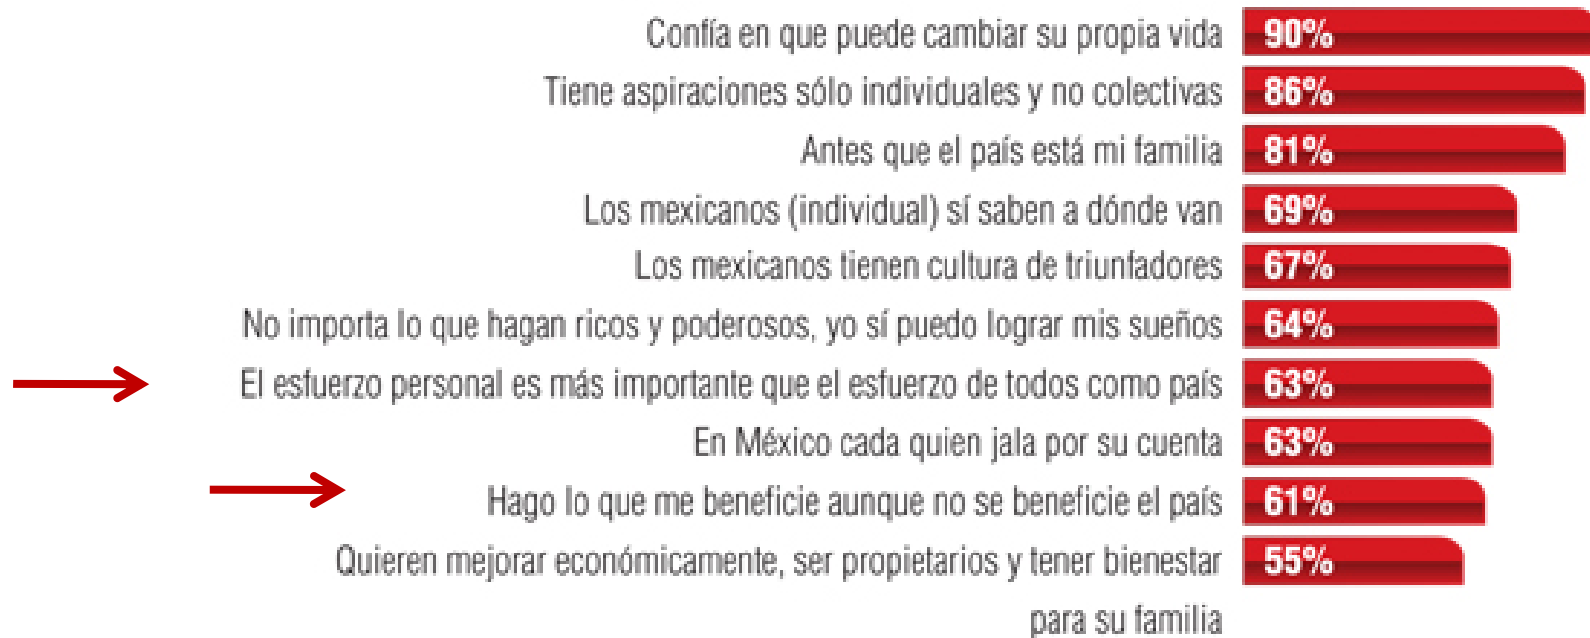 Confía en que puede cambiar su propia vida 90%
Tiene aspiraciones sólo individuales y no colectivas 86%
Antes que el país está mi familia 81%
Los mexicanos (individual) sí saben a dónde van 69%
Los mexicanos tienen cultura de triunfadores 67%
No importa lo que hagan ricos y poderosos, yo sí puedo lograr mis sueños 64%
El esfuerzo personal es más importante que el esfuerzo de todos como país 63%
En México cada quien jala por su cuenta 63%
Hago lo que me beneficie aunque no se beneficie el país 61%
Quieren mejorar económicamente, ser propietarios y tener bienestar 55%
para su familia